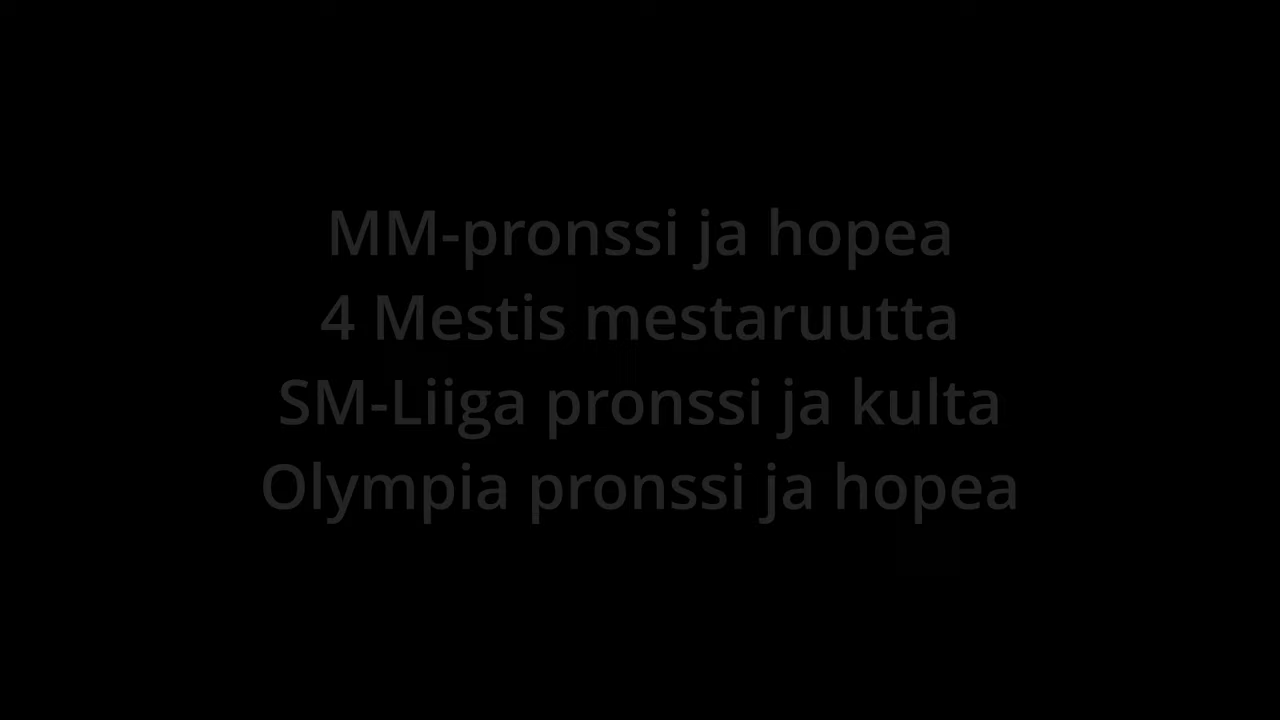 MM-pronssi ja hopea
4 Mestis mestaruutta
SM-Liiga pronssi ja kulta
Olympia pronssi ja hopea